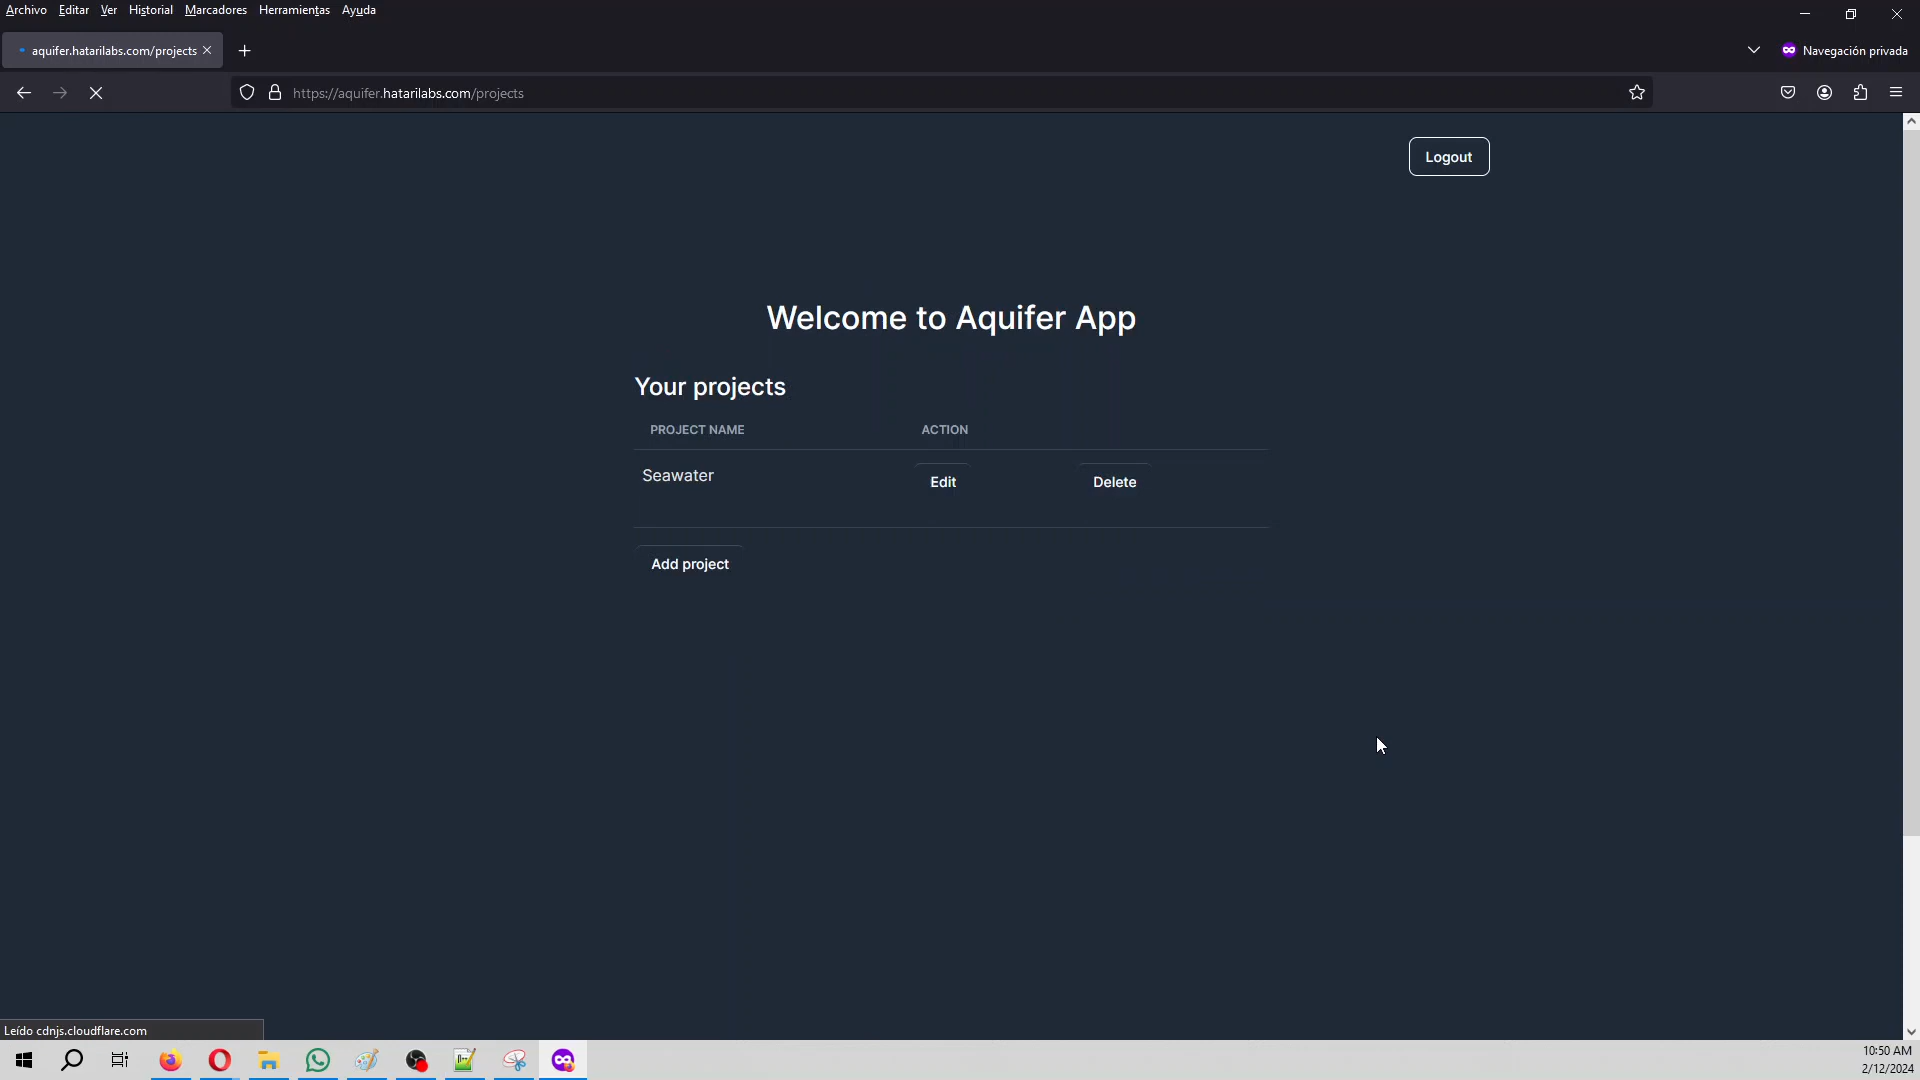 Archivo Editar Ver Historial Marcadores Herramientas Ayuda
aquifer.hatarilabs.com/projects
Navegación privada
https://aquifer.hatarilabs.com/projects
Logout
Welcome to Aquifer App
Your projects
PROJECT NAME ACTION
Seawater Edit Delete
Add project
Leído cdnjs.cloudflare.com
10:50 AM
2/12/2024